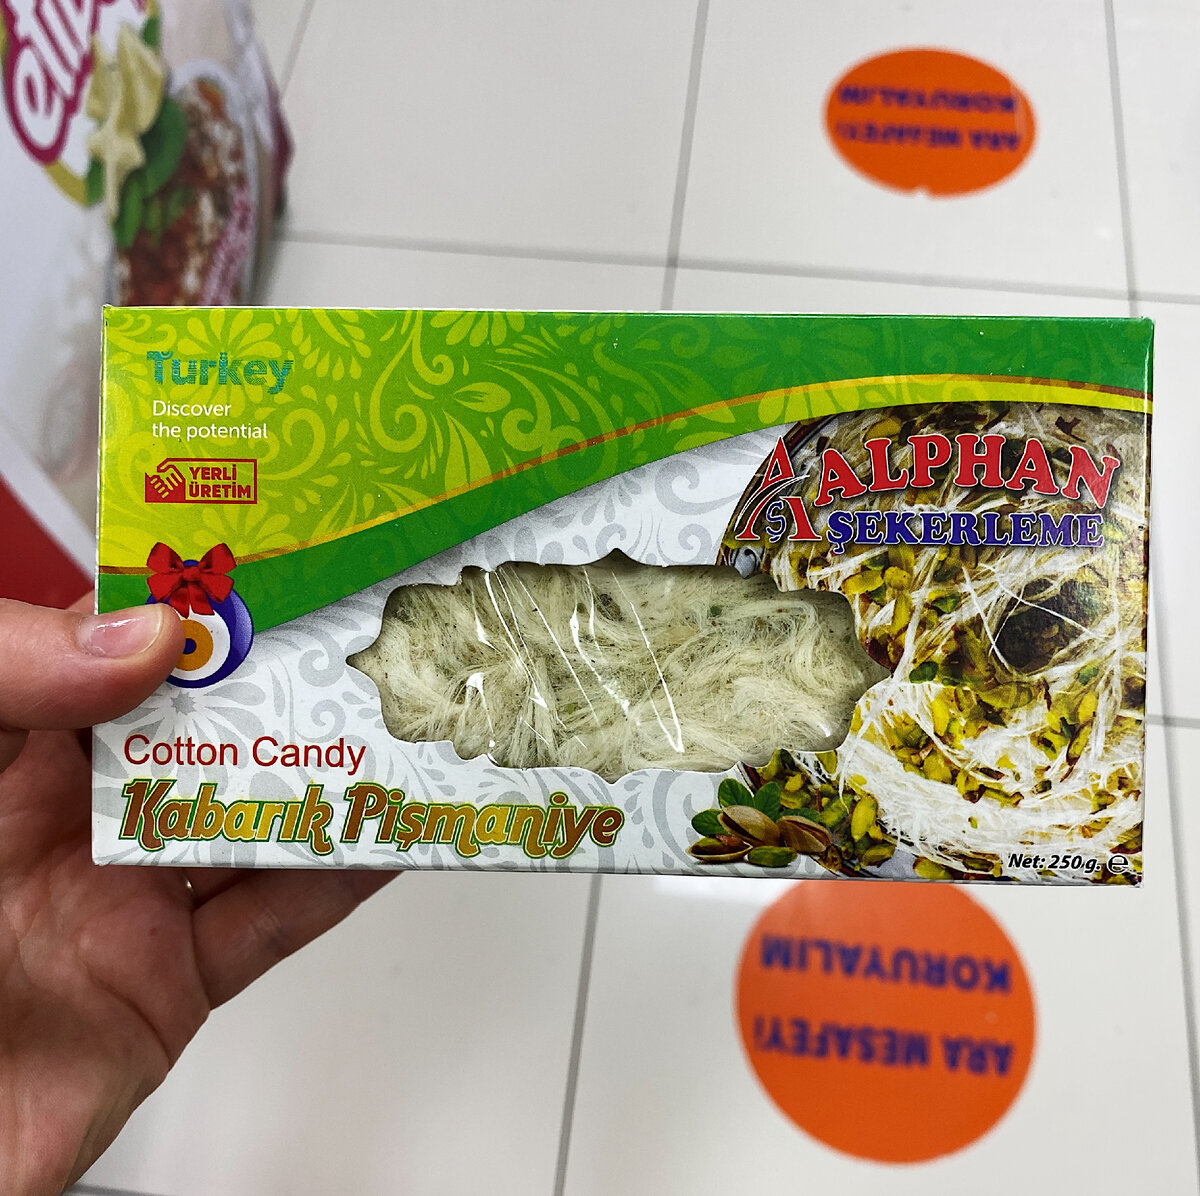 Turkey
Discover
the potential
YERLİ
ÜRETİM
ALPHAN
AŞ ŞEKERLEME
Cotton Candy
Kabarık Pişmaniye
Net: 250 g. ℮
ARA MESAFEYİ
KORUYALIM
ARA MESAFEYİ
KORUYALIM